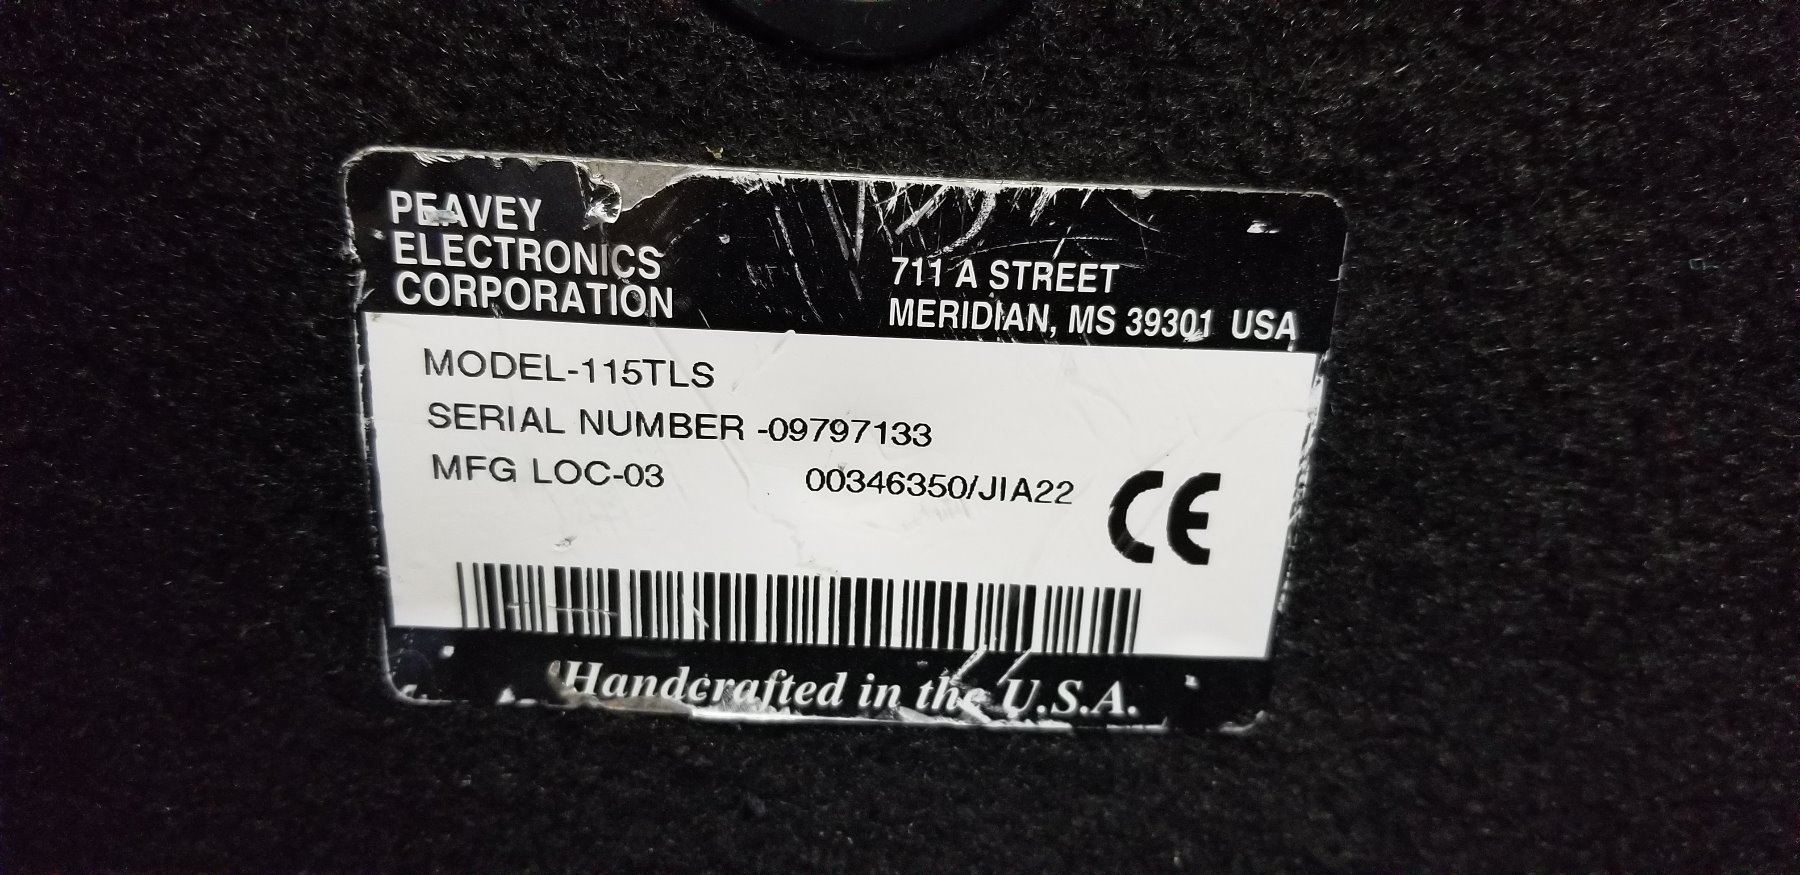 PEAVEY
ELECTRONICS
CORPORATION
711 A STREET
MERIDIAN, MS 39301 USA
MODEL-115TLS
SERIAL NUMBER -09797133
MFG LOC-03 00346350/JIA22
CE
"Handcrafted in the U.S.A.